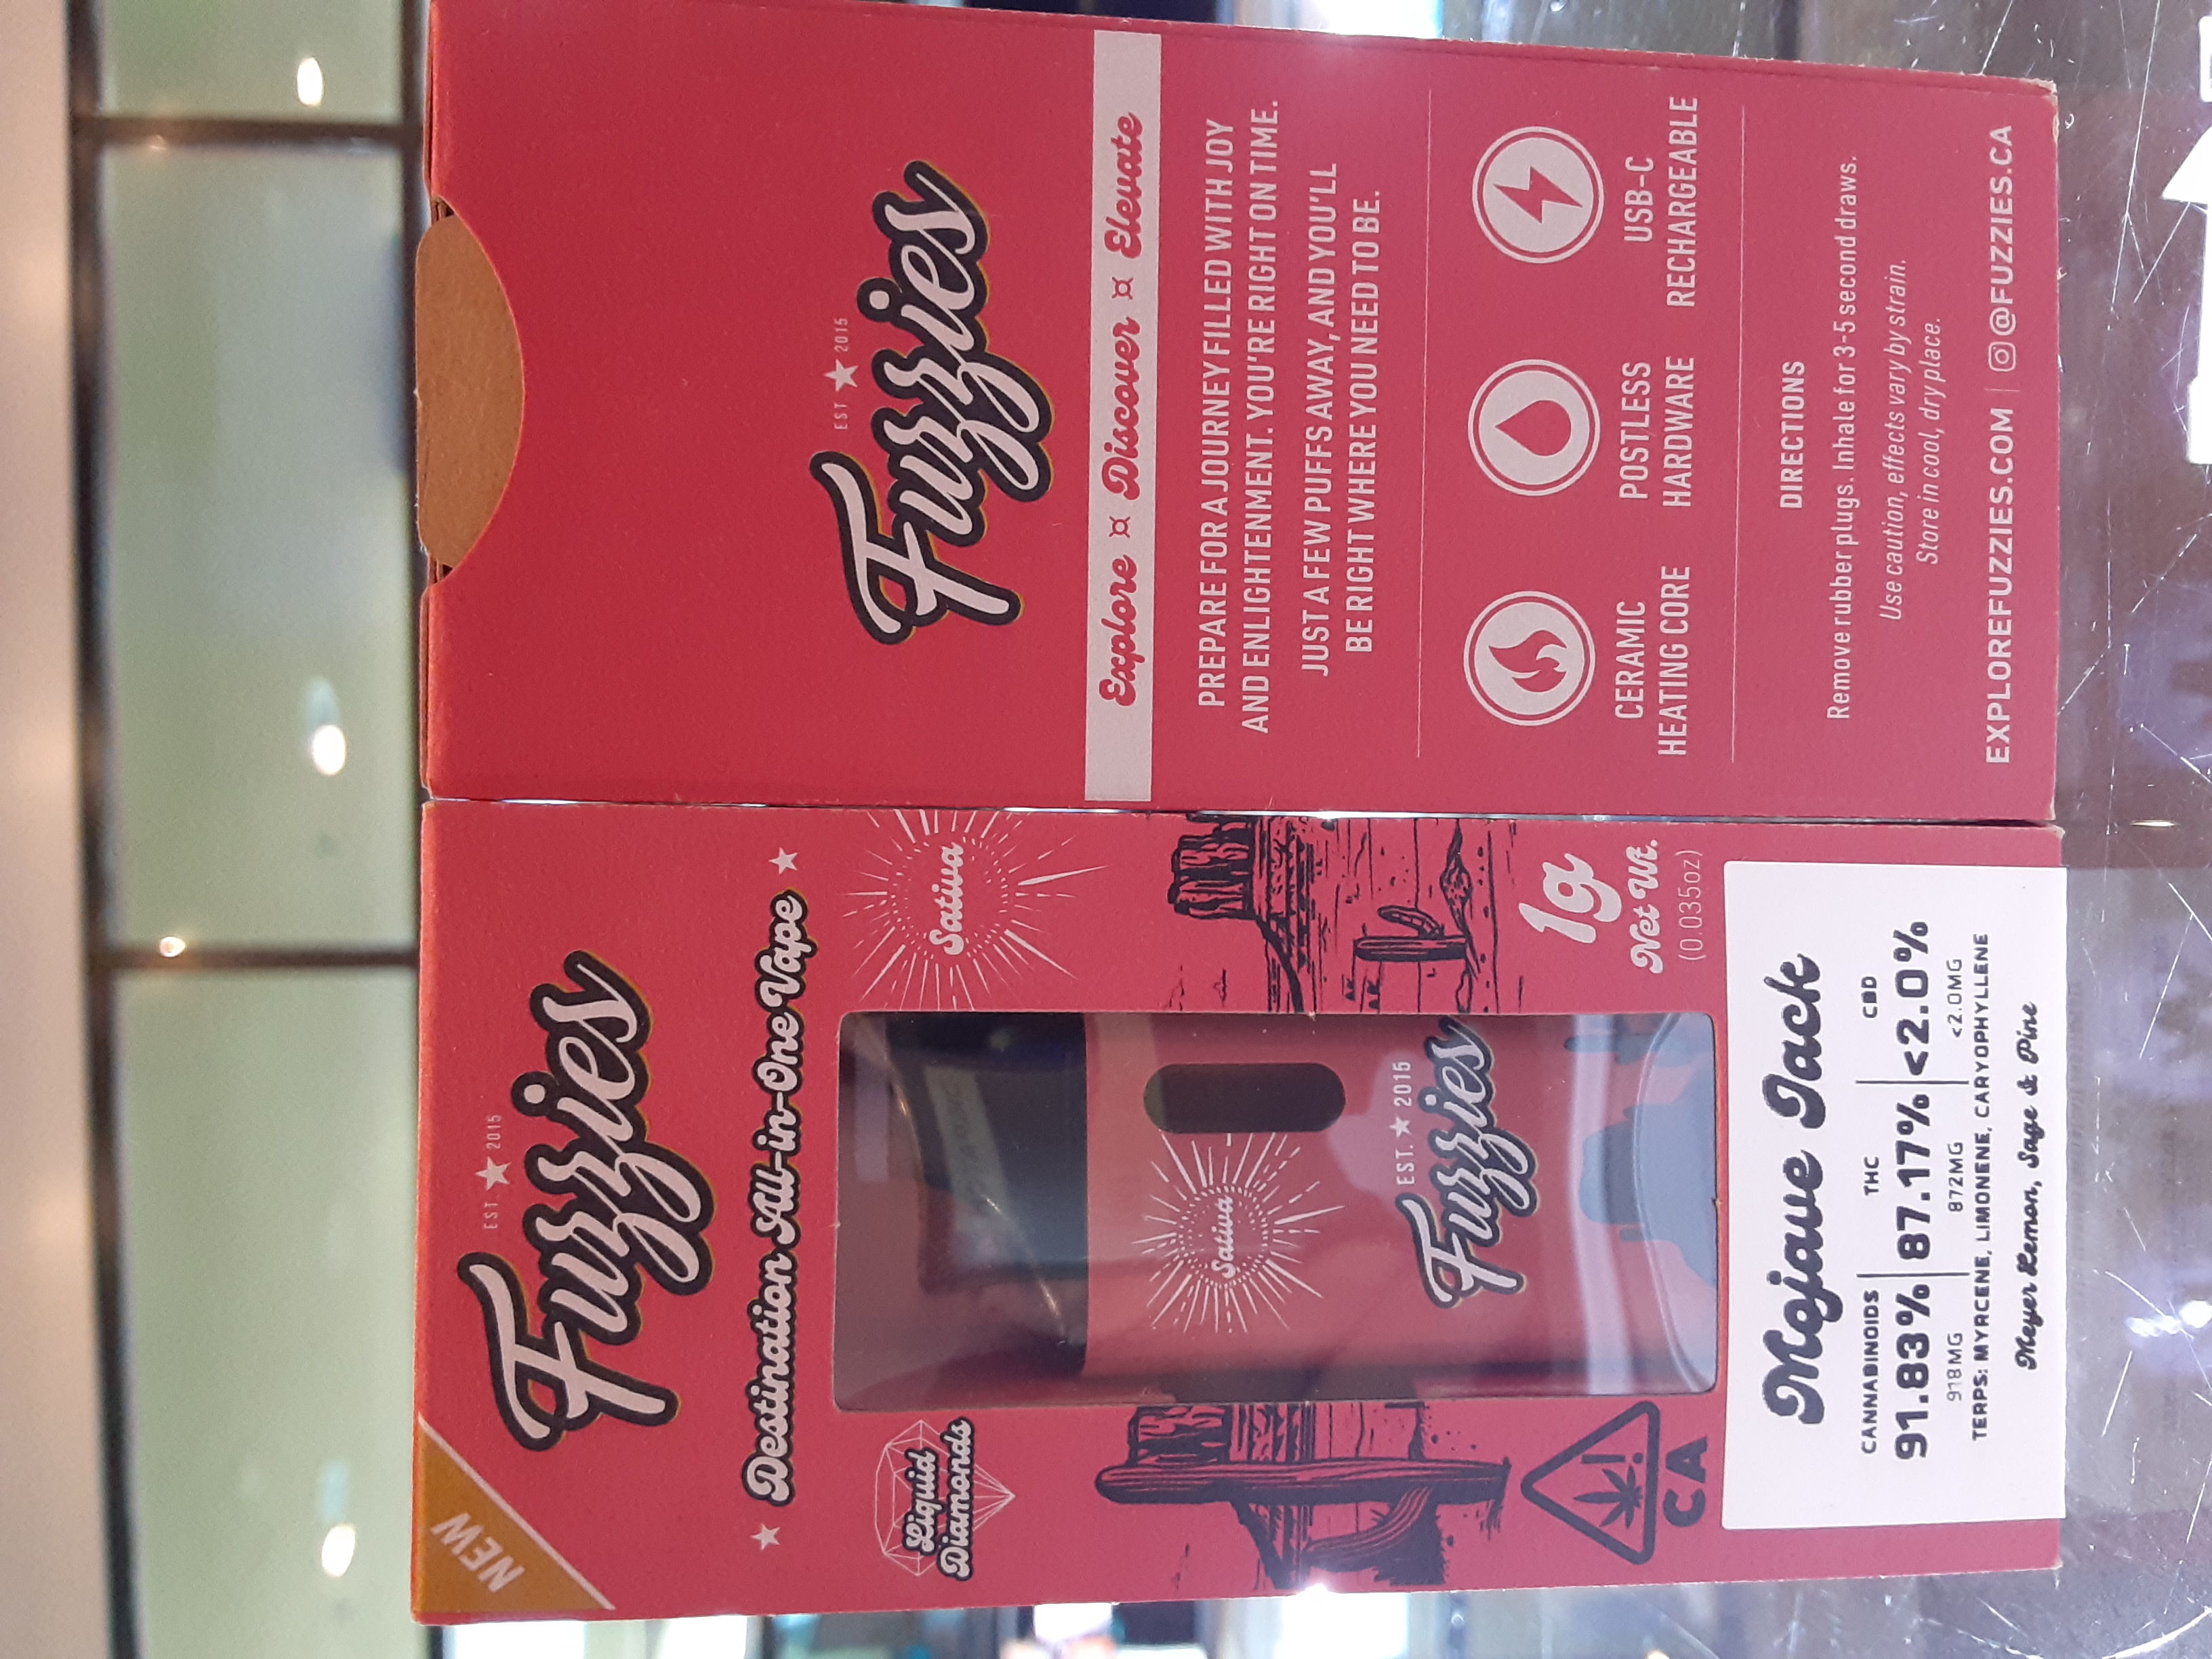 NEW
EST ★ 2015
Fuzzies
★ Destination All-in-One Vape ★
Liquid
Diamonds
Sativa
Sativa
EST. ★ 2015
Fuzzies
CA
1g
Net Wt.
(0.035oz)
Mojave Jack
CANNABINOIDS THC CBD
91.83% 87.17% <2.0%
918MG 872MG <2.0MG
TERPS: MYRCENE, LIMONENE, CARYOPHYLLENE
Meyer Lemon, Sage & Pine
EST ★ 2015
Fuzzies
Explore ¤ Discover ¤ Elevate
PREPARE FOR A JOURNEY FILLED WITH JOY
AND ENLIGHTENMENT. YOU'RE RIGHT ON TIME.
JUST A FEW PUFFS AWAY, AND YOU'LL
BE RIGHT WHERE YOU NEED TO BE.
CERAMIC
HEATING CORE
POSTLESS
HARDWARE
USB-C
RECHARGEABLE
DIRECTIONS
Remove rubber plugs. Inhale for 3-5 second draws.
Use caution, effects vary by strain.
Store in cool, dry place.
EXPLOREFUZZIES.COM | @FUZZIES.CA